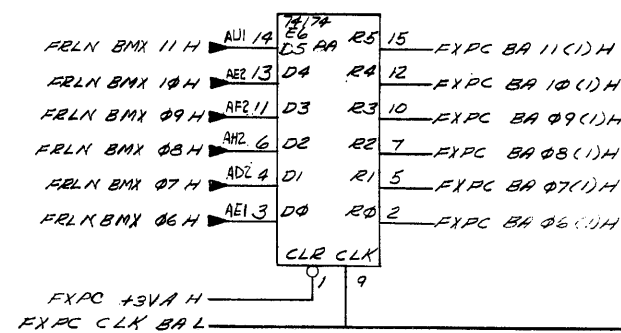 74174
E6
FRLN BMX 11 H AU1 14 D5 AA R5 15 FXPC BA 11(1)H
FRLN BMX 1Ø H AE2 13 D4 R4 12 FXPC BA 1Ø(1)H
FRLN BMX Ø9 H AF2 11 D3 R3 10 FXPC BA Ø9(1)H
FRLN BMX Ø8 H AH2 6 D2 R2 7 FXPC BA Ø8(1)H
FRLN BMX Ø7 H AD2 4 D1 R1 5 FXPC BA Ø7(1)H
FRLN BMX Ø6 H AE1 3 DØ RØ 2 FXPC BA Ø6(1)H
CLR CLK
1 9
FXPC +3VA H
FXPC CLK BA L